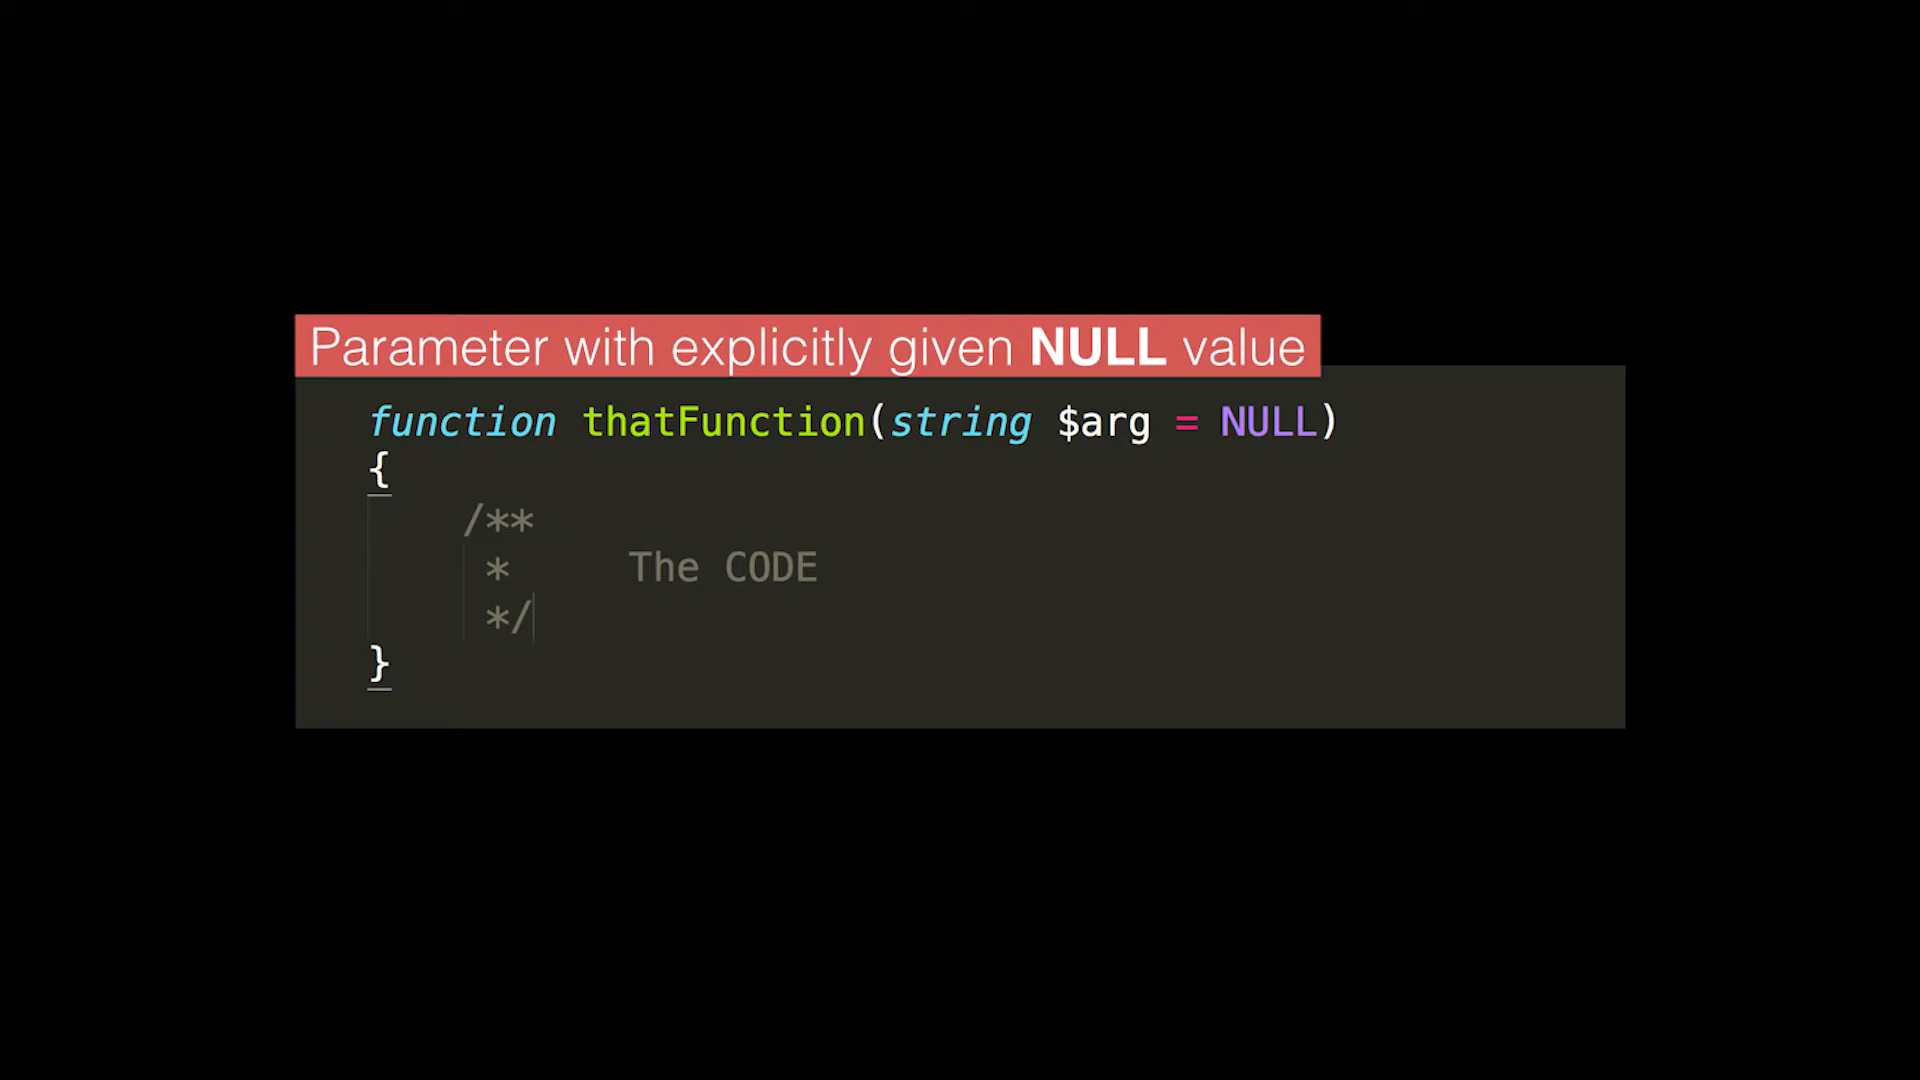 Parameter with explicitly given NULL value
function thatFunction(string $arg = NULL)
{
/**
* The CODE
*/
}